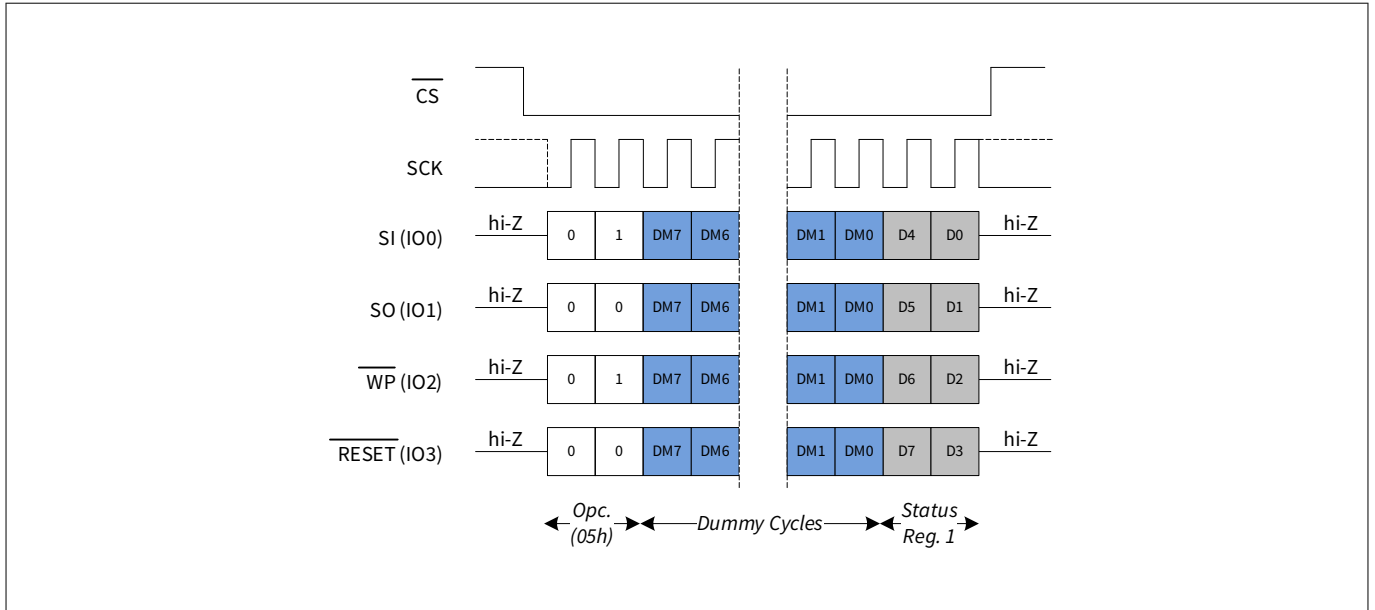 CS
SCK
SI (IO0) hi-Z 0 1 DM7 DM6 DM1 DM0 D4 D0 hi-Z
SO (IO1) hi-Z 0 0 DM7 DM6 DM1 DM0 D5 D1 hi-Z
WP (IO2) hi-Z 0 1 DM7 DM6 DM1 DM0 D6 D2 hi-Z
RESET (IO3) hi-Z 0 0 DM7 DM6 DM1 DM0 D7 D3 hi-Z
Opc. Dummy Cycles Status
(05h) Reg. 1